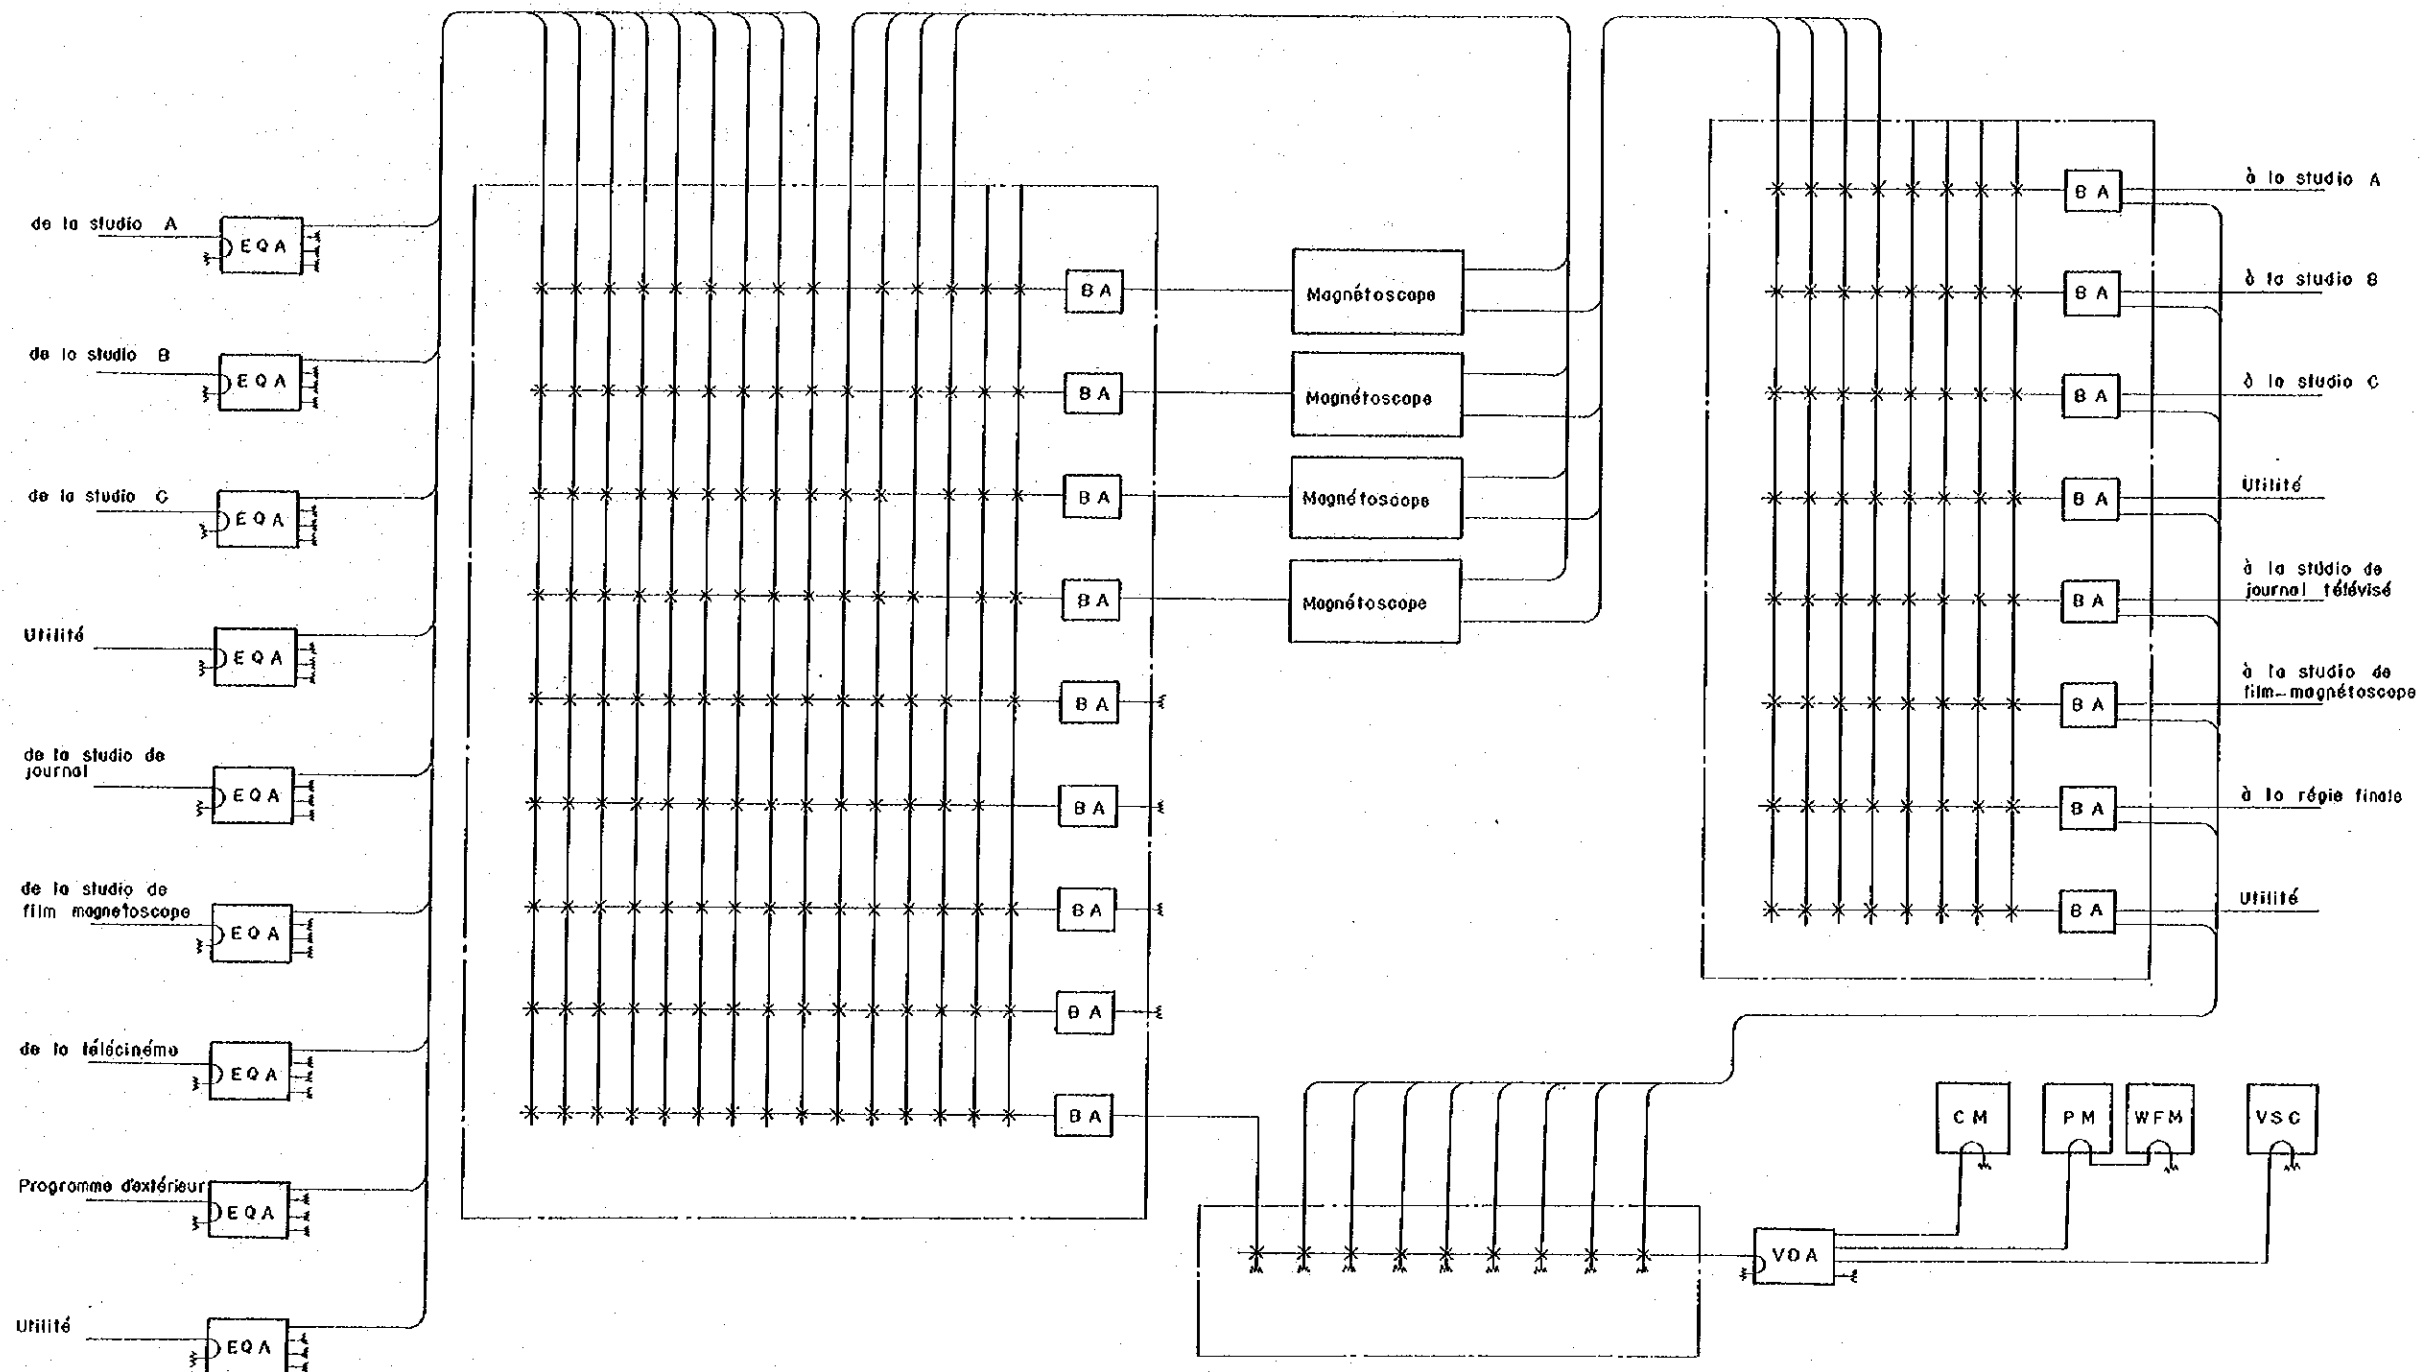 de la studio A
EQA
de la studio B
EQA
de la studio C
EQA
Utilité
EQA
de la studio de
journal
EQA
de la studio de
film magnetoscope
EQA
de la télécinéma
EQA
Programme d'extérieur
EQA
Utilité
EQA
BA
BA
BA
BA
BA
BA
BA
BA
BA
Magnétoscope
Magnétoscope
Magnétoscope
Magnétoscope
BA
à la studio A
BA
à la studio B
BA
à la studio C
BA
Utilité
BA
à la studio de
journal télévisé
BA
à la studio de
film-magnétoscope
BA
à la régie finale
BA
Utilité
VDA
CM
PM
WFM
VSC